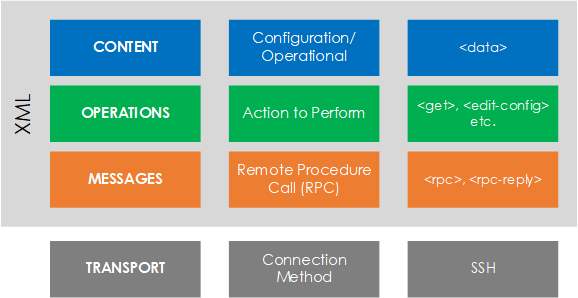 XML
CONTENT
Configuration/
Operational
<data>
OPERATIONS
Action to Perform
<get>, <edit-config>
etc.
MESSAGES
Remote Procedure
Call (RPC)
<rpc>, <rpc-reply>
TRANSPORT
Connection
Method
SSH